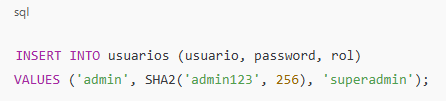 sql
INSERT INTO usuarios (usuario, password, rol)
VALUES ('admin', SHA2('admin123', 256), 'superadmin');